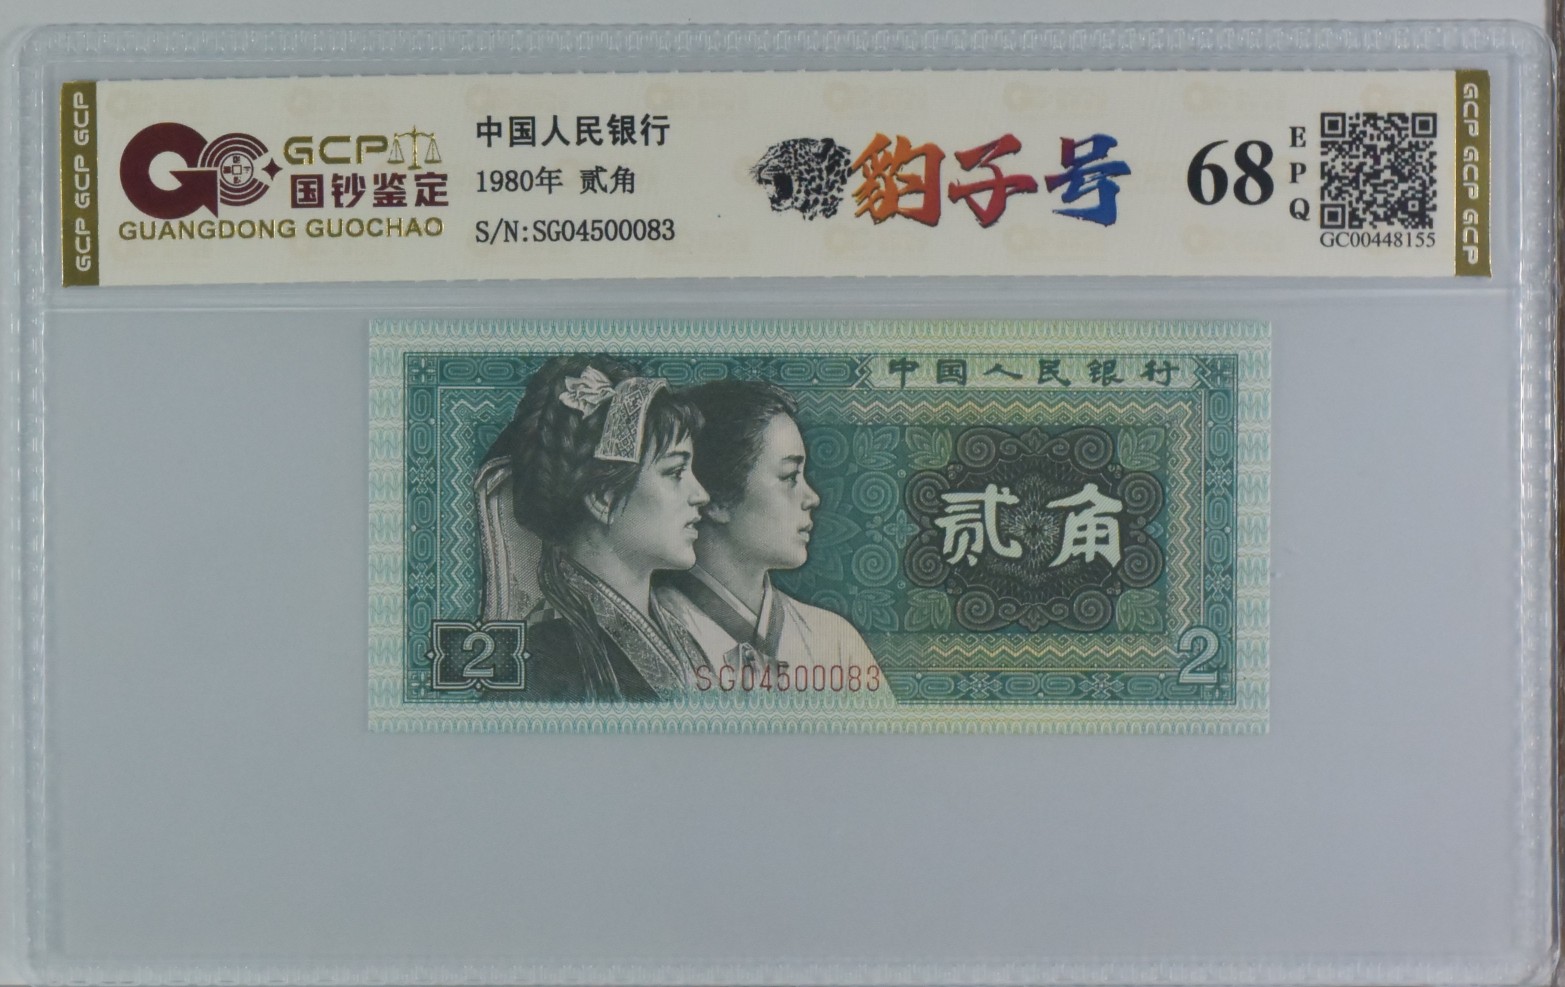 GCP GCP GCP
GCP
国钞鉴定
GUANGDONG GUOCHAO
中国人民银行
1980年 贰角
S/N:SG04500083
豹子号
68
EPQ
GC00448155
GCP GCP GCP
中国人民银行
贰角
2
2
SG04500083